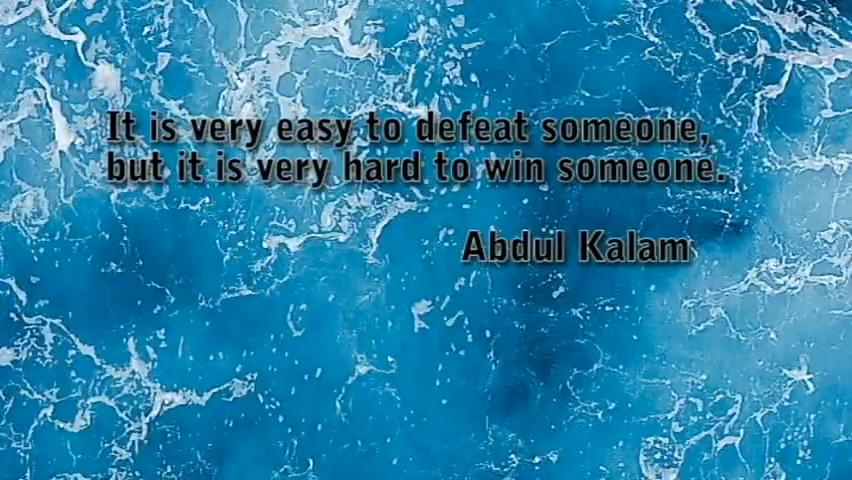 It is very easy to defeat someone,
but it is very hard to win someone.
Abdul Kalam